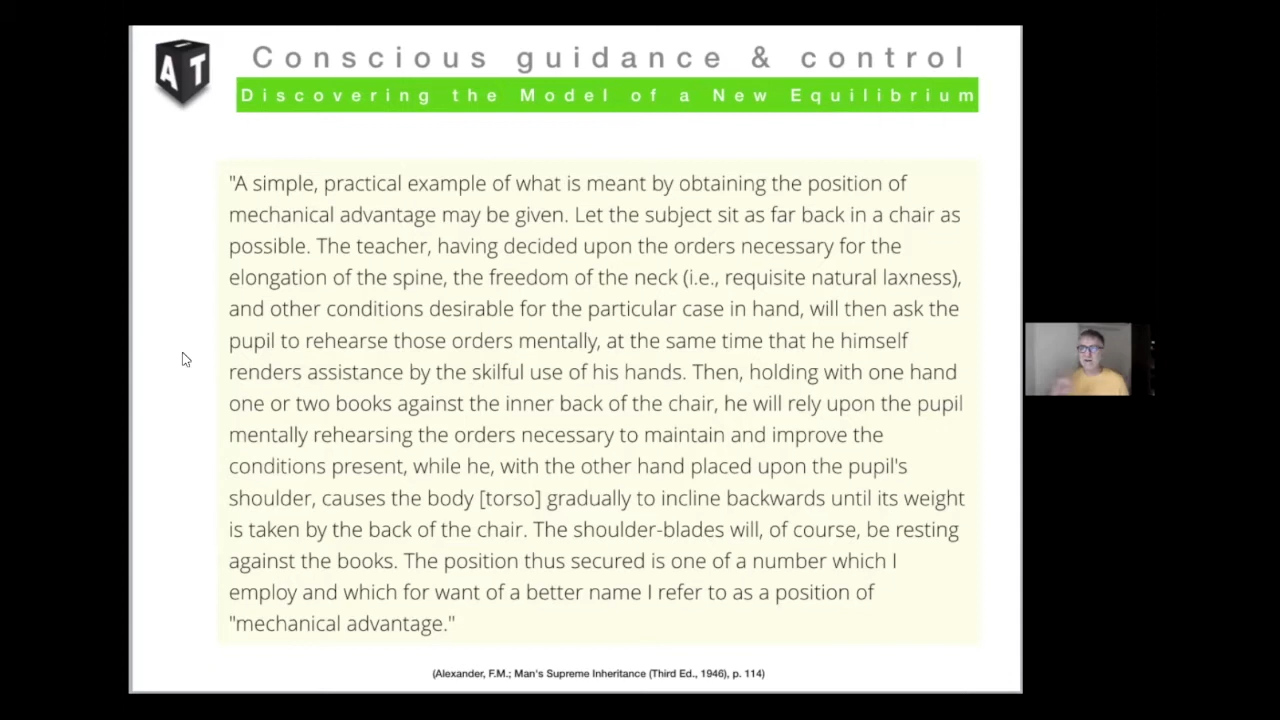 A T
Conscious guidance & control
Discovering the Model of a New Equilibrium
"A simple, practical example of what is meant by obtaining the position of
mechanical advantage may be given. Let the subject sit as far back in a chair as
possible. The teacher, having decided upon the orders necessary for the
elongation of the spine, the freedom of the neck (i.e., requisite natural laxness),
and other conditions desirable for the particular case in hand, will then ask the
pupil to rehearse those orders mentally, at the same time that he himself
renders assistance by the skilful use of his hands. Then, holding with one hand
one or two books against the inner back of the chair, he will rely upon the pupil
mentally rehearsing the orders necessary to maintain and improve the
conditions present, while he, with the other hand placed upon the pupil's
shoulder, causes the body [torso] gradually to incline backwards until its weight
is taken by the back of the chair. The shoulder-blades will, of course, be resting
against the books. The position thus secured is one of a number which I
employ and which for want of a better name I refer to as a position of
"mechanical advantage."
(Alexander, F.M.; Man's Supreme Inheritance (Third Ed., 1946), p. 114)